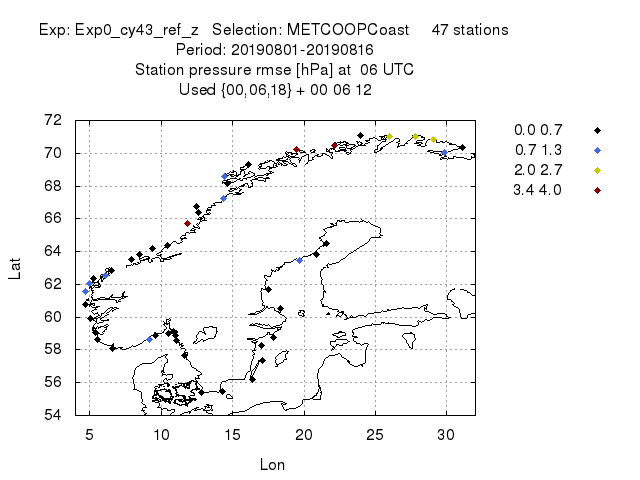 Exp: Exp0_cy43_ref_z   Selection: METCOOPCoast     47 stations
Period: 20190801-20190816
Station pressure rmse [hPa] at  06 UTC
Used {00,06,18} + 00 06 12
72
70
68
66
64
62
60
58
56
54
5 10 15 20 25 30
Lat
Lon
0.0 0.7
0.7 1.3
2.0 2.7
3.4 4.0